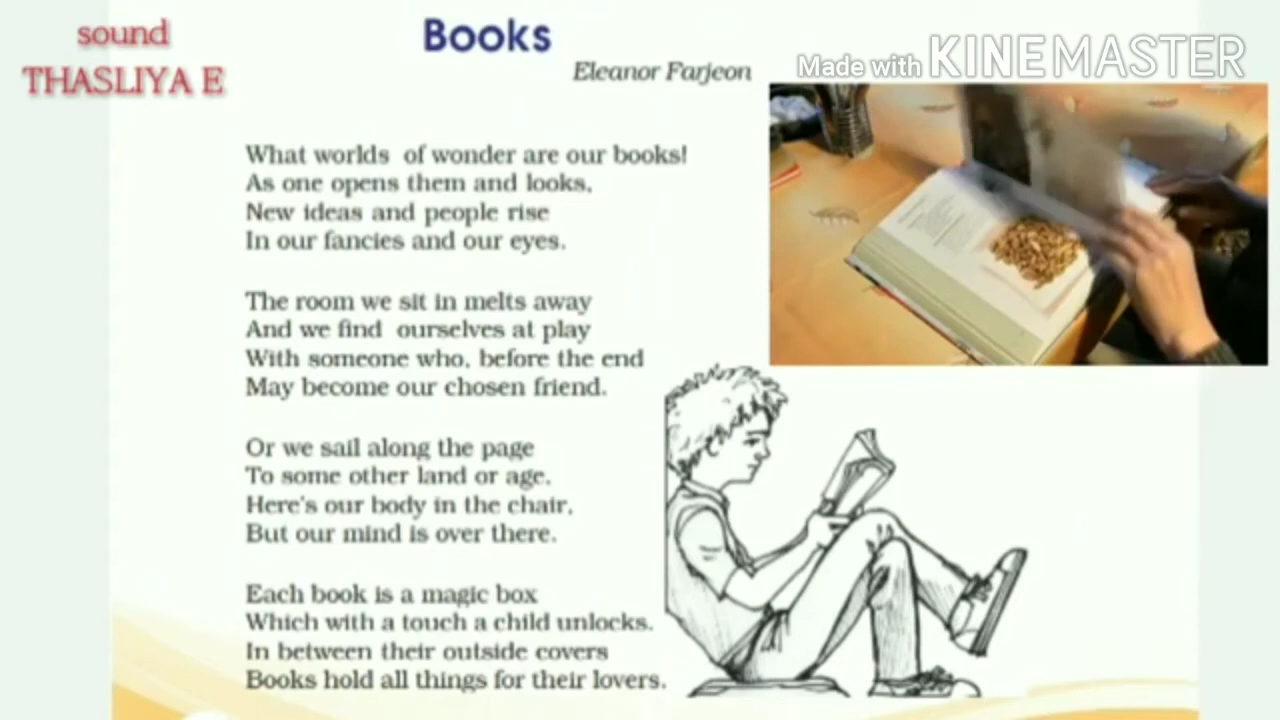 sound
THASLIYA E
Books
Eleanor Farjeon
Made with KINEMASTER
What worlds of wonder are our books!
As one opens them and looks,
New ideas and people rise
In our fancies and our eyes.
The room we sit in melts away
And we find ourselves at play
With someone who, before the end
May become our chosen friend.
Or we sail along the page
To some other land or age.
Here's our body in the chair,
But our mind is over there.
Each book is a magic box
Which with a touch a child unlocks.
In between their outside covers
Books hold all things for their lovers.